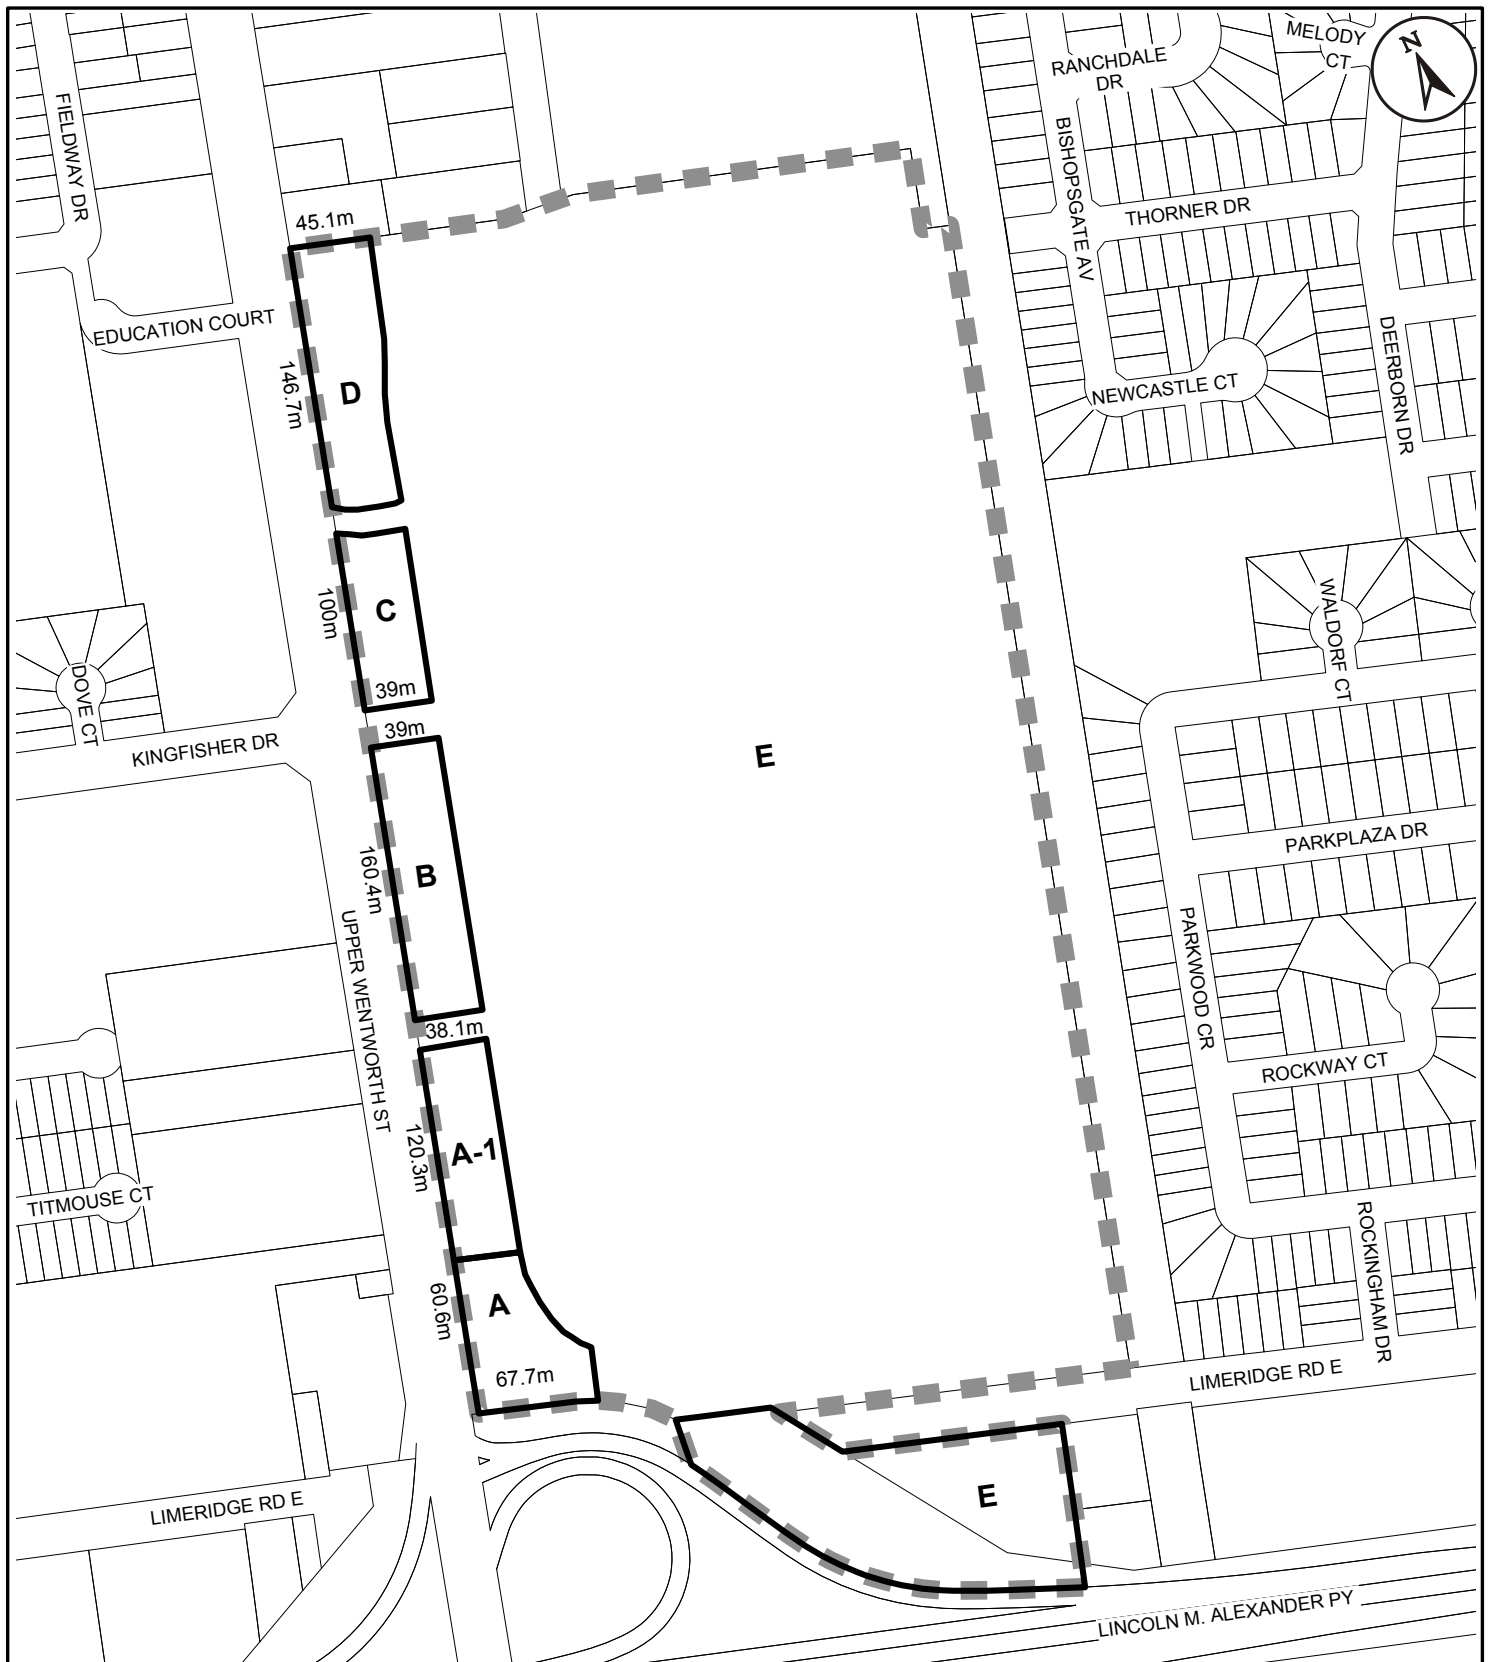 MELODY
CT
N
RANCHDALE
DR
FIELDWAY DR
BISHOPSGATE AV
THORNER DR
45.1m
EDUCATION COURT
146.7m
D
NEWCASTLE CT
DEERBORN DR
100m
C
39m
WALDORF CT
DOVE CT
KINGFISHER DR
39m
E
PARKPLAZA DR
160.4m
B
UPPER WENTWORTH ST
PARKWOOD CR
38.1m
ROCKWAY CT
120.3m
A-1
TITMOUSE CT
ROCKINGHAM DR
60.6m
A
67.7m
LIMERIDGE RD E
E
LIMERIDGE RD E
LINCOLN M. ALEXANDER PY